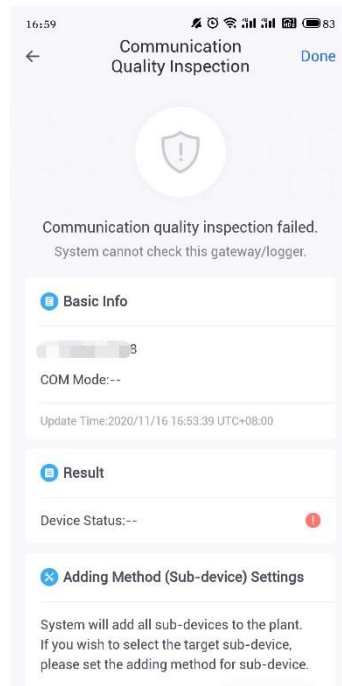 16:59
83
Communication
Quality Inspection
Done
Communication quality inspection failed.
System cannot check this gateway/logger.
Basic Info
8
COM Mode:--
Update Time:2020/11/16 16:53:39 UTC+08:00
Result
Device Status:--
Adding Method (Sub-device) Settings
System will add all sub-devices to the plant.
If you wish to select the target sub-device,
please set the adding method for sub-device.